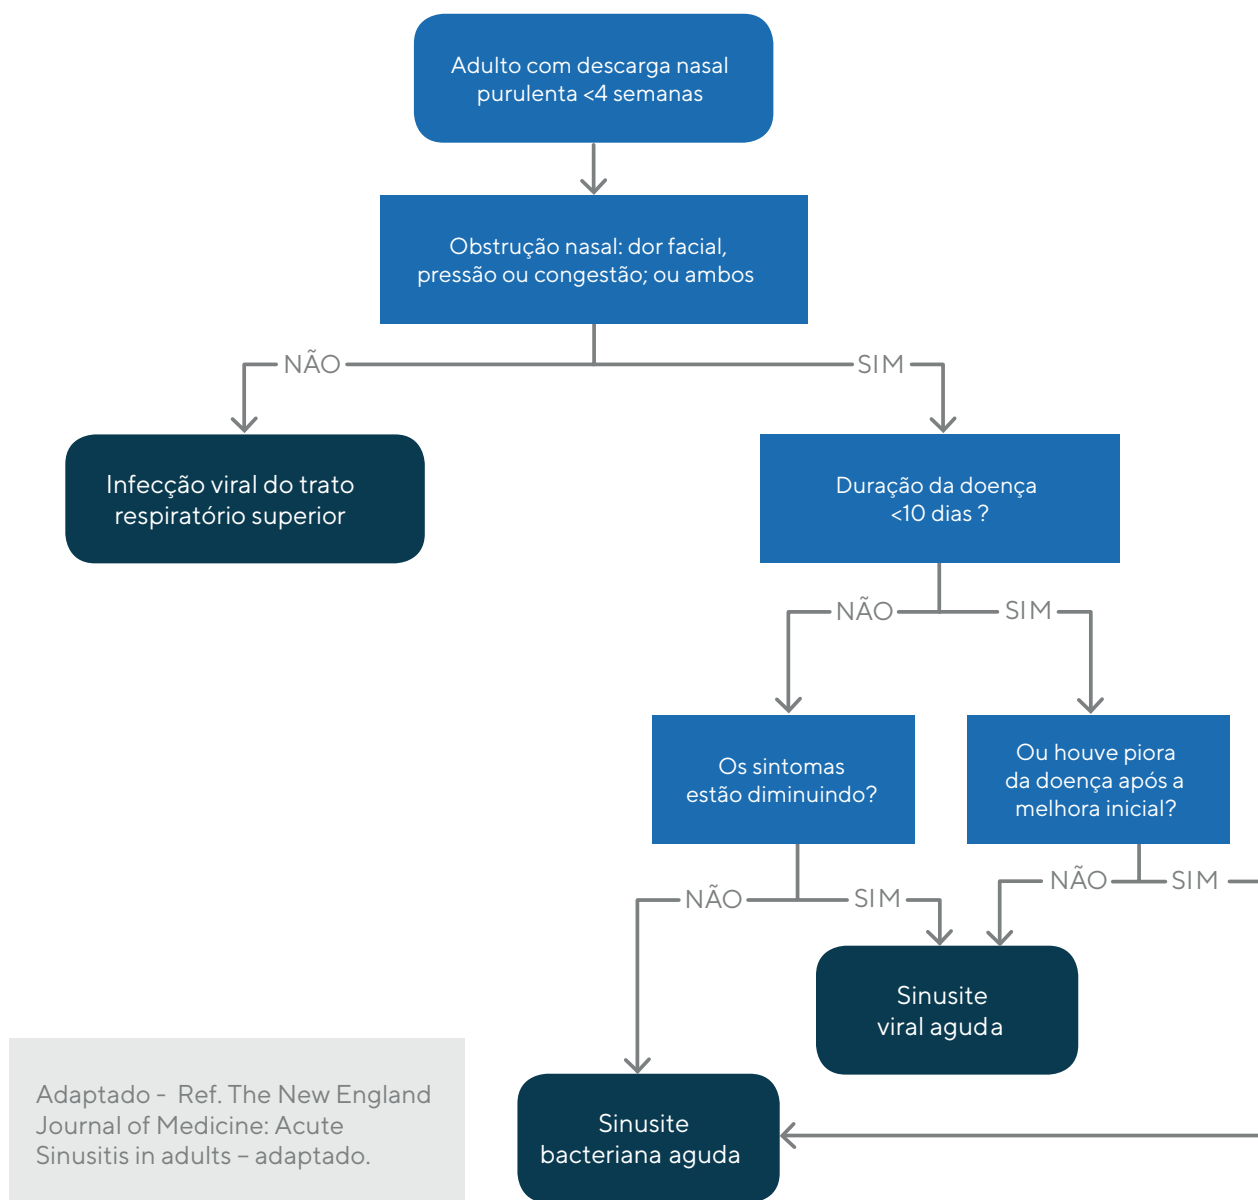 Adulto com descarga nasal
purulenta <4 semanas
Obstrução nasal: dor facial,
pressão ou congestão; ou ambos
NÃO
SIM
Infecção viral do trato
respiratório superior
Duração da doença
<10 dias ?
NÃO
SIM
Os sintomas
estão diminuindo?
Ou houve piora
da doença após a
melhora inicial?
NÃO
SIM
NÃO
SIM
Sinusite
viral aguda
Sinusite
bacteriana aguda
Adaptado - Ref. The New England
Journal of Medicine: Acute
Sinusitis in adults – adaptado.